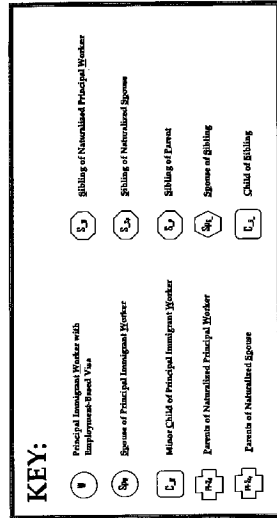 KEY:
W
Principal Immigrant Worker with
Employment-Based Visa
Spouse of Principal Immigrant Worker
Minor Child of Principal Immigrant Worker
Parents of Naturalized Principal Worker
Parents of Naturalized Spouse
Sibling of Naturalized Principal Worker
Sibling of Naturalized Spouse
Sibling of Parent
Spouse of Sibling
Child of Sibling